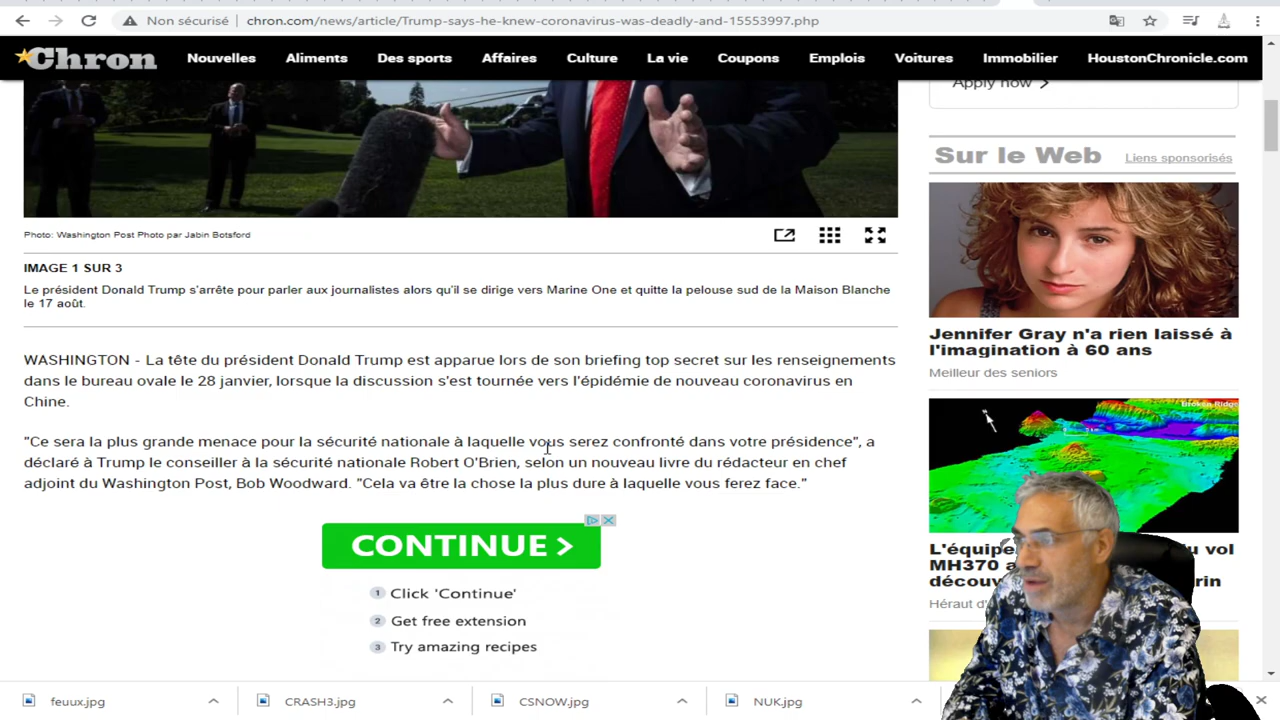 Non sécurisé
chron.com/news/article/Trump-says-he-knew-coronavirus-was-deadly-and-15553997.php
Chron
Nouvelles
Aliments
Des sports
Affaires
Culture
La vie
Coupons
Emplois
Voitures
Immobilier
HoustonChronicle.com
Apply now >
Photo: Washington Post Photo par Jabin Botsford
IMAGE 1 SUR 3
Le président Donald Trump s'arrête pour parler aux journalistes alors qu'il se dirige vers Marine One et quitte la pelouse sud de la Maison Blanche
le 17 août.
WASHINGTON - La tête du président Donald Trump est apparue lors de son briefing top secret sur les renseignements
dans le bureau ovale le 28 janvier, lorsque la discussion s'est tournée vers l'épidémie de nouveau coronavirus en
Chine.
"Ce sera la plus grande menace pour la sécurité nationale à laquelle vous serez confronté dans votre présidence", a
déclaré à Trump le conseiller à la sécurité nationale Robert O'Brien, selon un nouveau livre du rédacteur en chef
adjoint du Washington Post, Bob Woodward. "Cela va être la chose la plus dure à laquelle vous ferez face."
CONTINUE >
1 Click 'Continue'
2 Get free extension
3 Try amazing recipes
Sur le Web
Liens sponsorisés
Jennifer Gray n'a rien laissé à
l'imagination à 60 ans
Meilleur des seniors
Broken Ridge
L'équipe vol
MH370
décou
Héraut
feuux.jpg
CRASH3.jpg
CSNOW.jpg
NUK.jpg